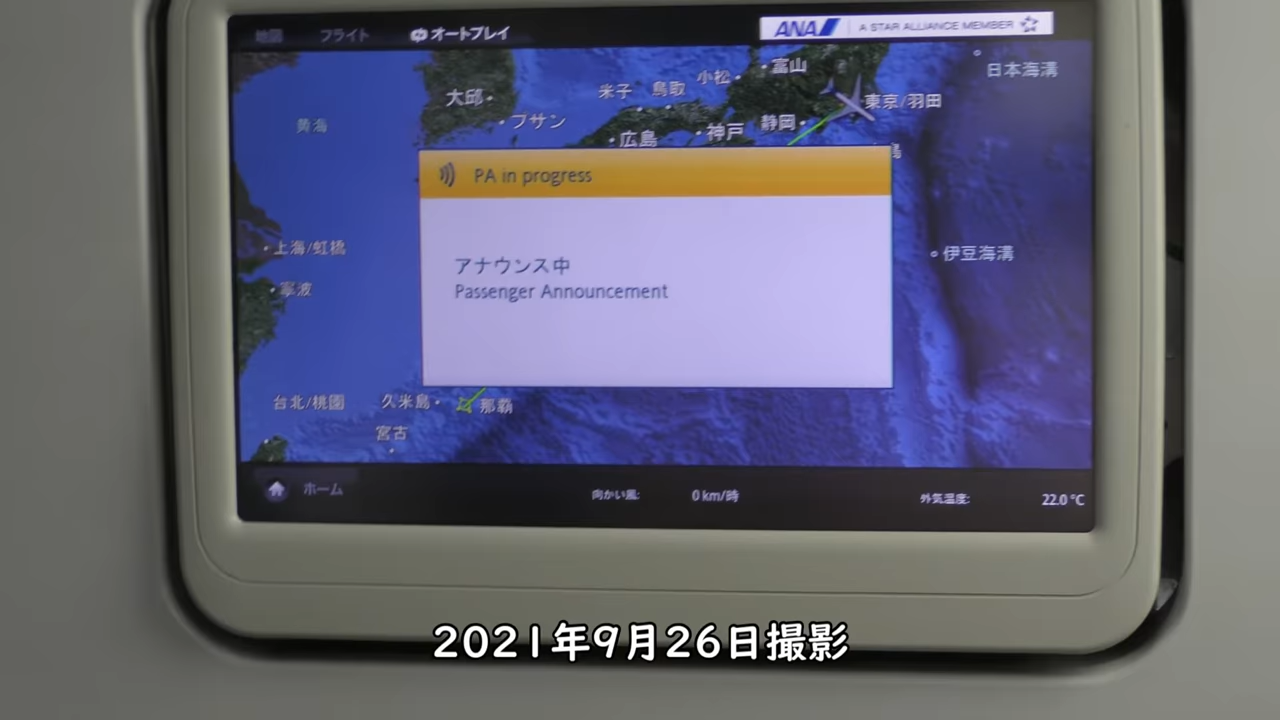 地図 フライト オートプレイ
ANA A STAR ALLIANCE MEMBER
日本海溝
富山
小松
鳥取
米子
大邱
東京/羽田
プサン
黄海
静岡
神戸
広島
島
PA in progress
上海/虹橋
伊豆海溝
アナウンス中
寧波
Passenger Announcement
台北/桃園
久米島
那覇
宮古
ホーム 向かい風: 0 km/時 外気温度: 22.0 °C
2021年9月26日撮影